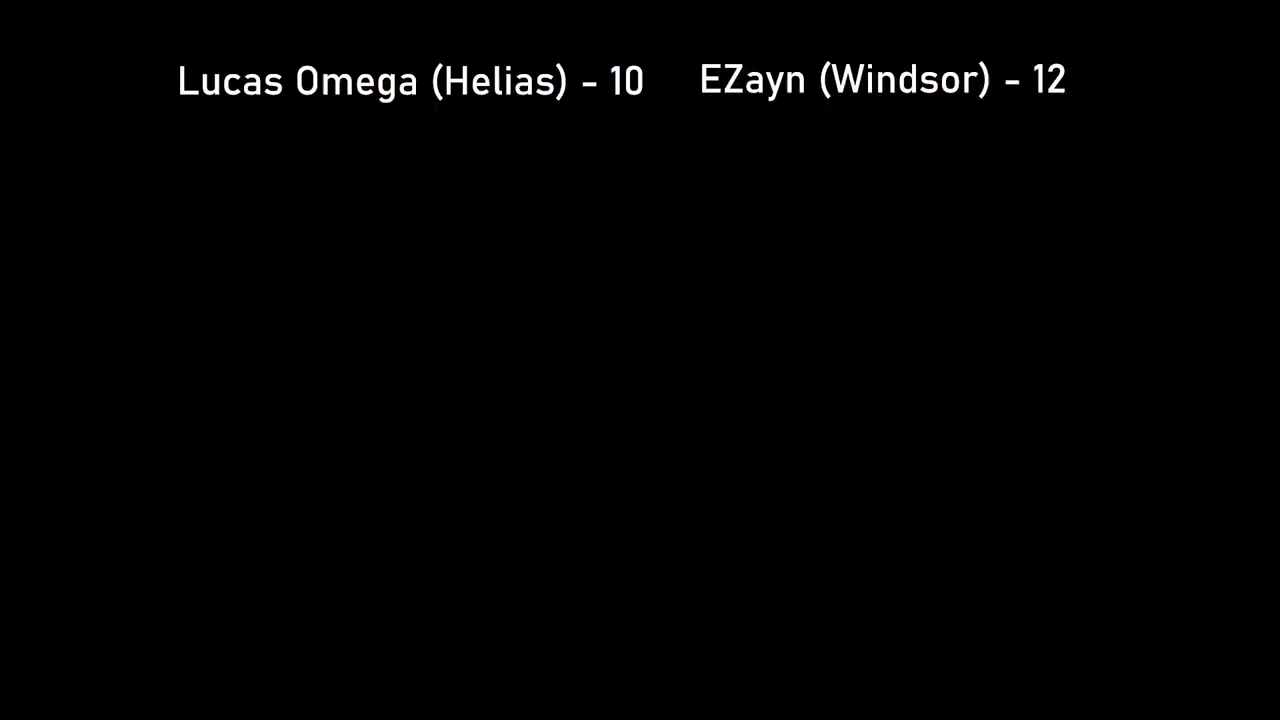 Lucas Omega (Helias) - 10
EZayn (Windsor) - 12